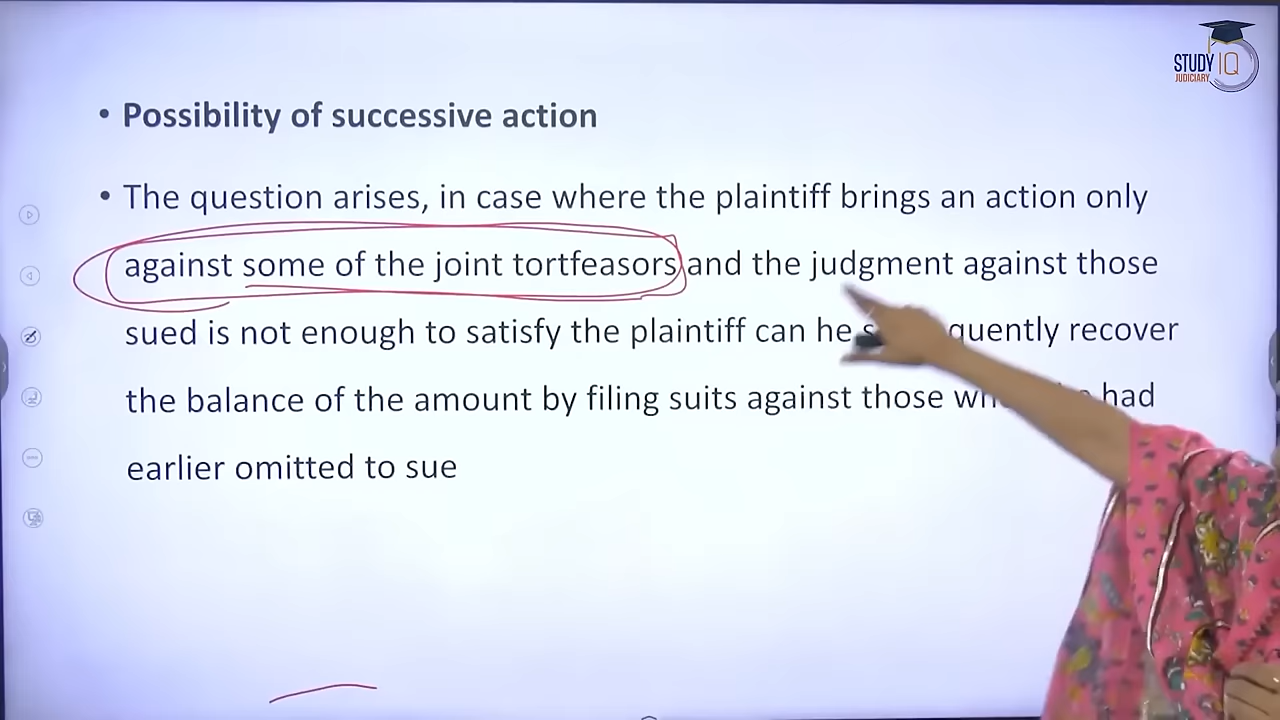 STUDY IQ
JUDICIARY
• Possibility of successive action
• The question arises, in case where the plaintiff brings an action only
against some of the joint tortfeasors and the judgment against those
sued is not enough to satisfy the plaintiff can he recover
the balance of the amount by filing suits against those had
earlier omitted to sue